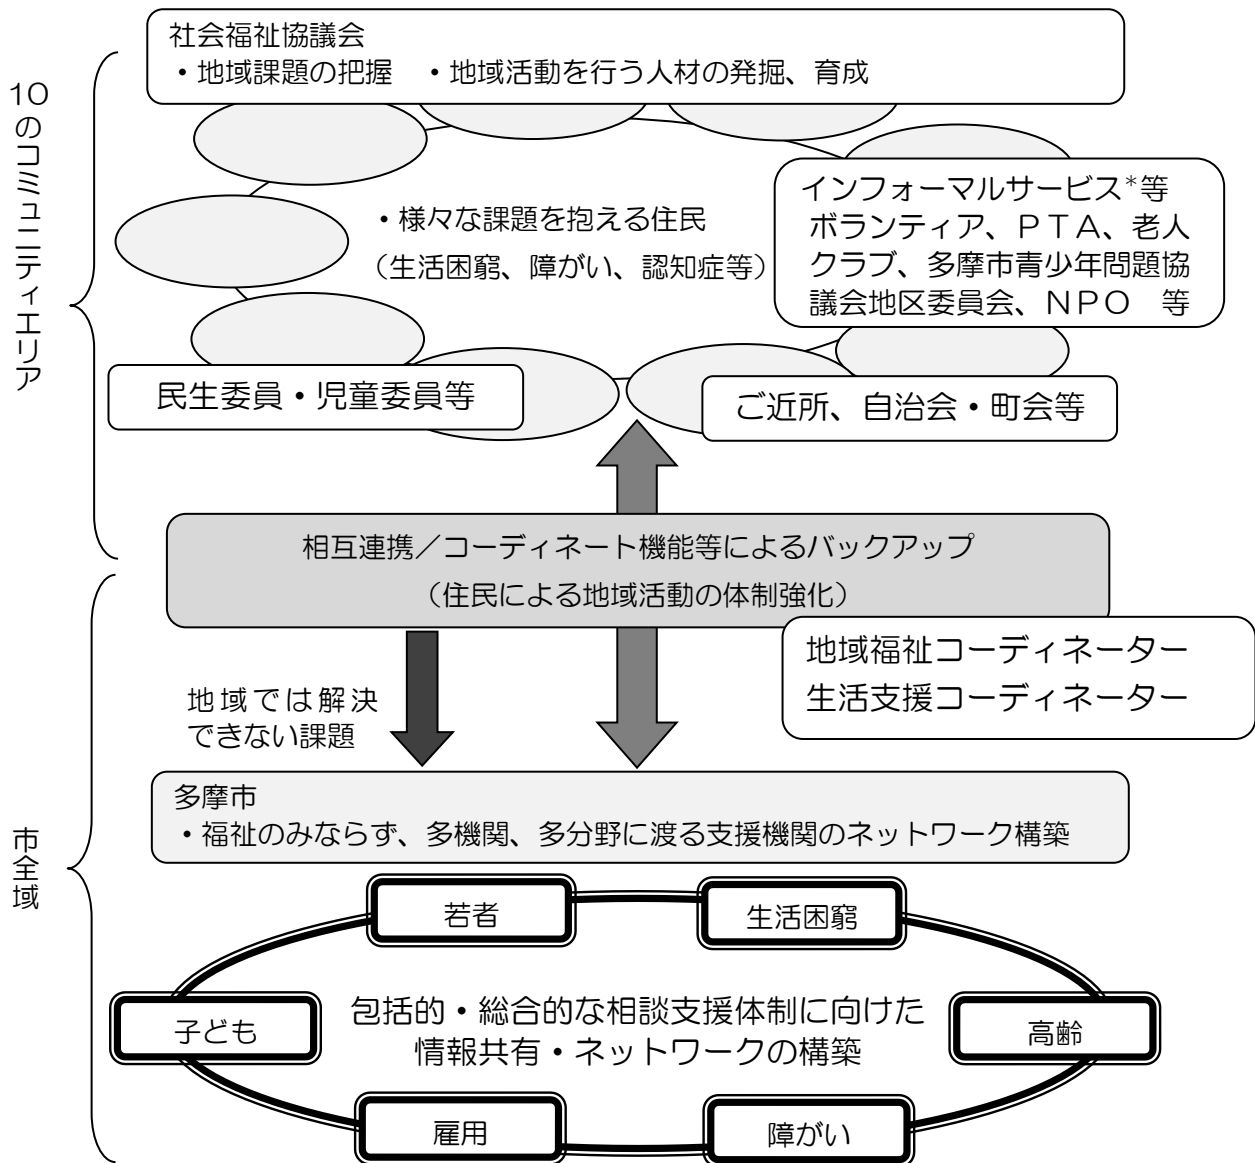 社会福祉協議会
・地域課題の把握　・地域活動を行う人材の発掘、育成
10のコミュニティエリア
・様々な課題を抱える住民
（生活困窮、障がい、認知症等）
インフォーマルサービス*等
ボランティア、ＰＴＡ、老人
クラブ、多摩市青少年問題協
議会地区委員会、ＮＰＯ　等
民生委員・児童委員等
ご近所、自治会・町会等
相互連携／コーディネート機能等によるバックアップ
（住民による地域活動の体制強化）
地域福祉コーディネーター
生活支援コーディネーター
地域では解決
できない課題
多摩市
・福祉のみならず、多機関、多分野に渡る支援機関のネットワーク構築
市全域
若者
生活困窮
子ども
包括的・総合的な相談支援体制に向けた
情報共有・ネットワークの構築
高齢
雇用
障がい